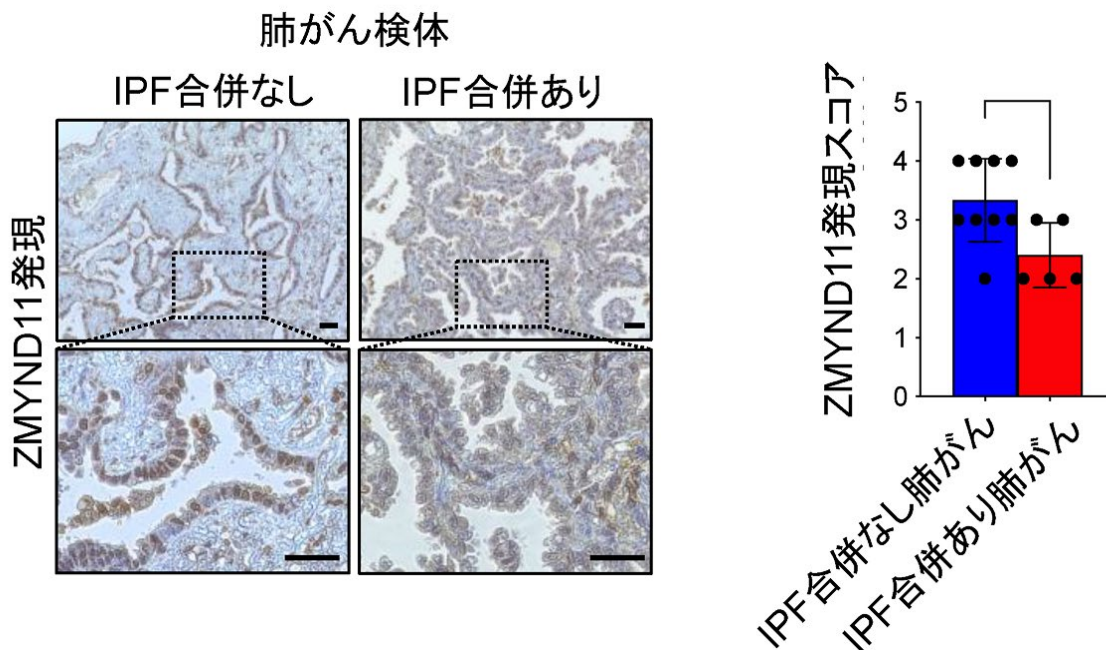 肺がん検体
IPF合併なし
IPF合併あり
ZMYND11発現
ZMYND11発現スコア
5
4
3
2
1
0
IPF合併なし肺がん
IPF合併あり肺がん